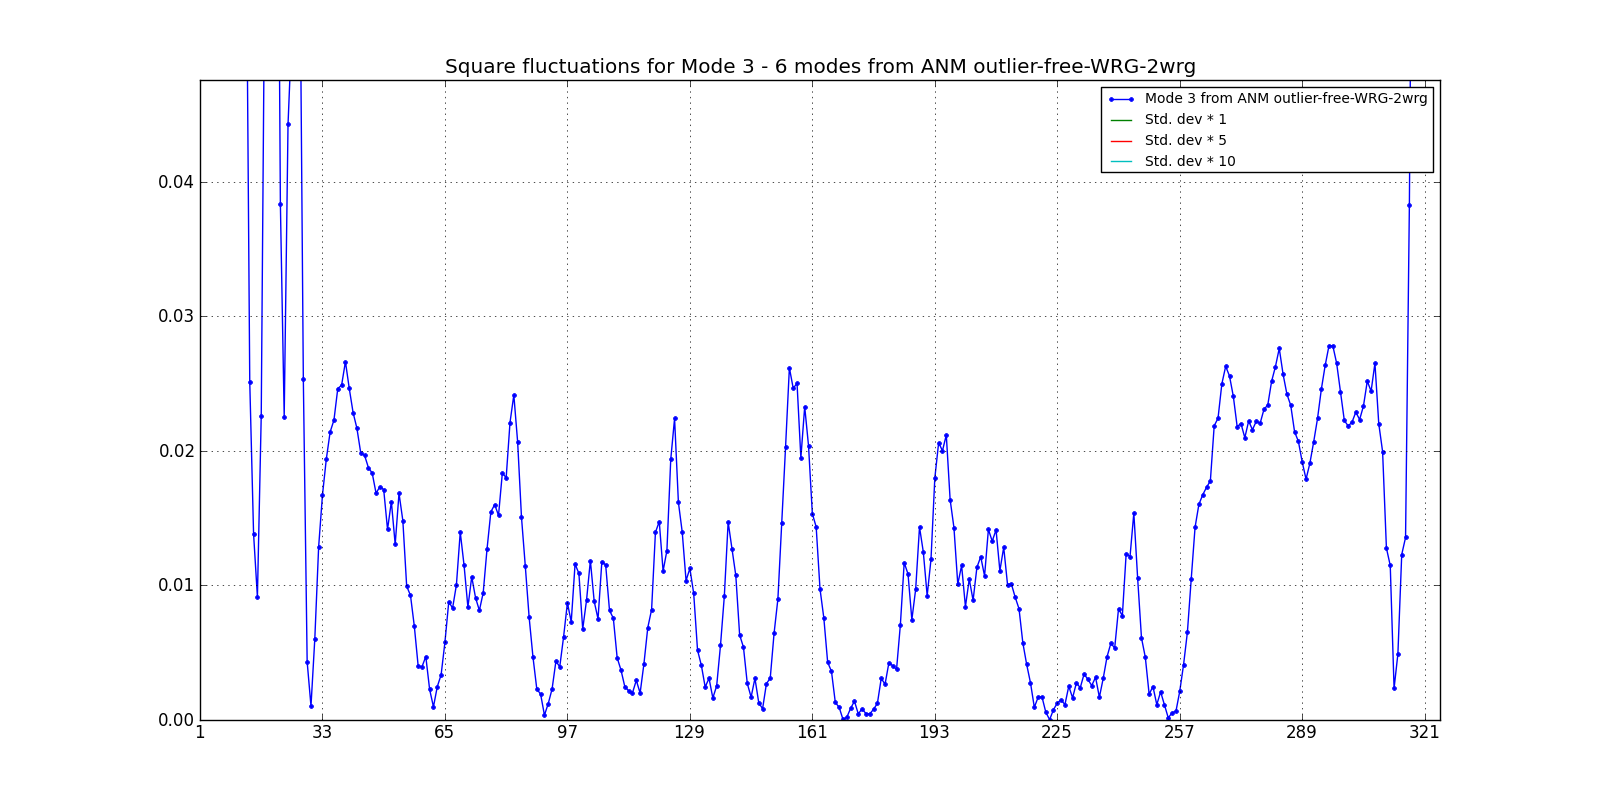 Square fluctuations for Mode 3 - 6 modes from ANM outlier-free-WRG-2wrg
Mode 3 from ANM outlier-free-WRG-2wrg
Std. dev * 1
Std. dev * 5
Std. dev * 10
0.04
0.03
0.02
0.01
0.00
1 33 65 97 129 161 193 225 257 289 321